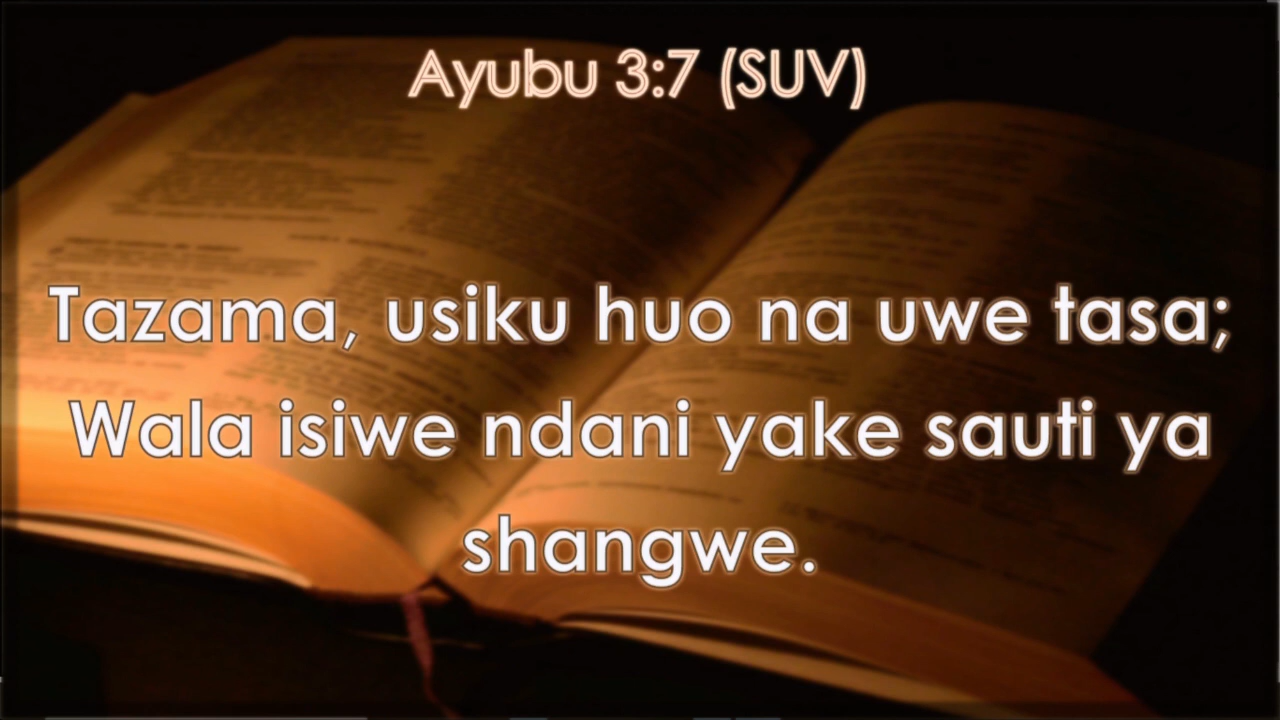 Ayubu 3:7 (SUV)
Tazama, usiku huo na uwe tasa;
Wala isiwe ndani yake sauti ya
shangwe.